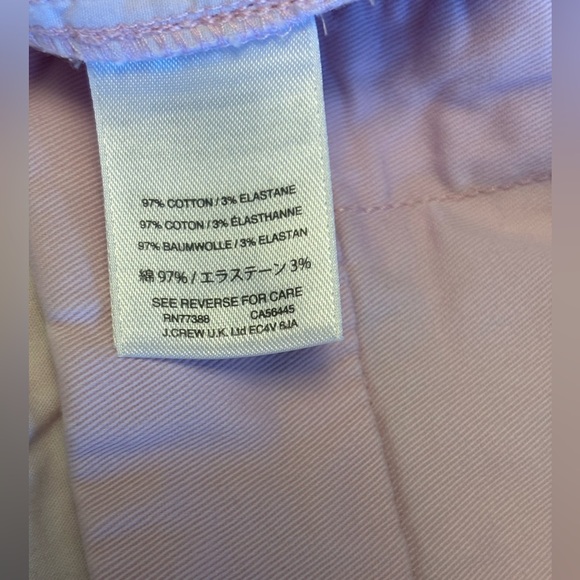 97% COTTON / 3% ELASTANE
97% COTON / 3% ÉLASTHANNE
97% BAUMWOLLE / 3% ELASTAN
綿 97% / エラステーン 3%
SEE REVERSE FOR CARE
RN77388 CA56445
J.CREW U.K. Ltd EC4V 6JA